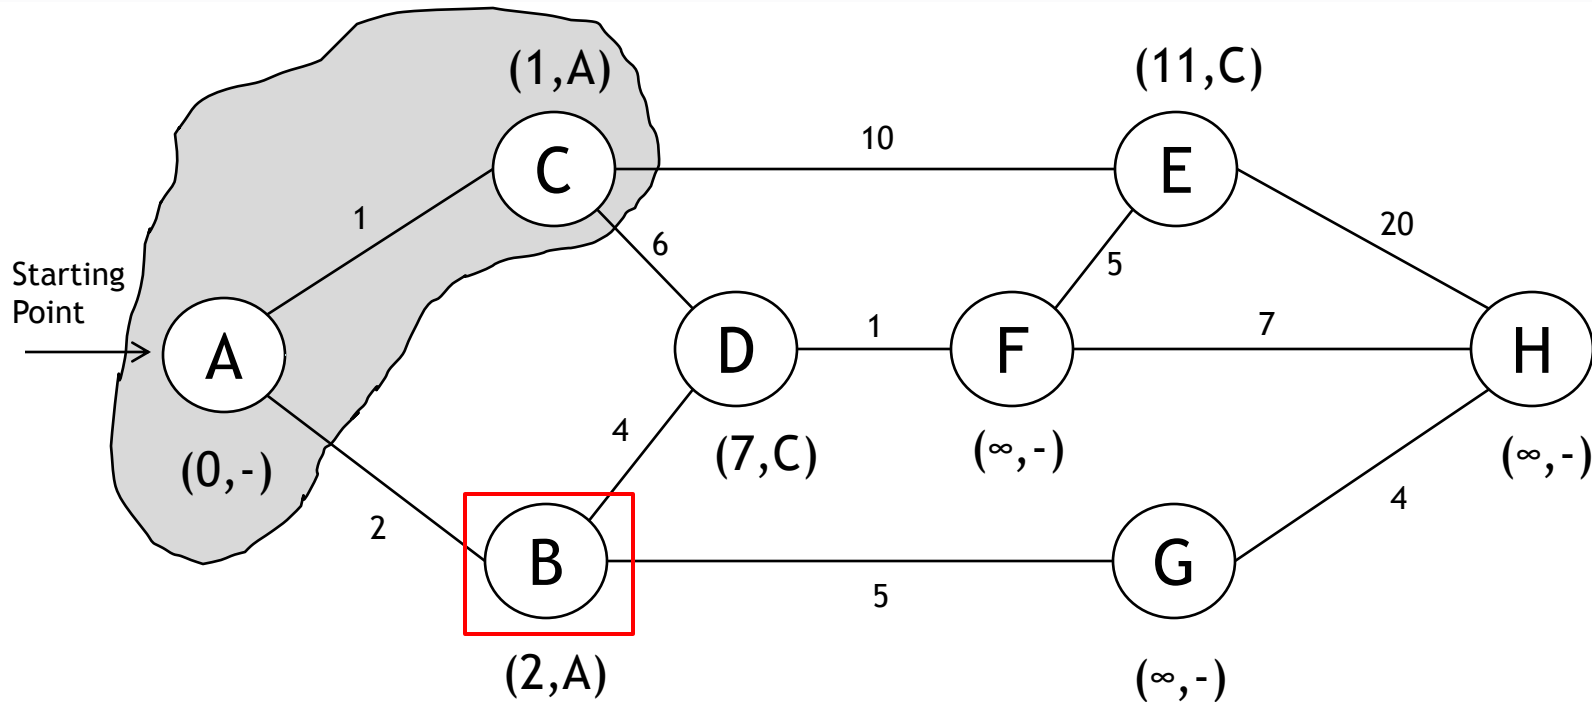 (1,A)
(11,C)
C
10
E
1
6
20
Starting
Point
5
A
D
1
F
7
H
(0,-)
4
(7,C)
(∞,-)
(∞,-)
2
4
B
5
G
(2,A)
(∞,-)